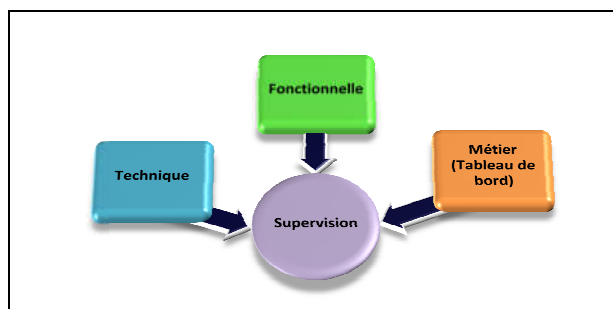 Fonctionnelle
Technique
Métier
(Tableau de
bord)
Supervision